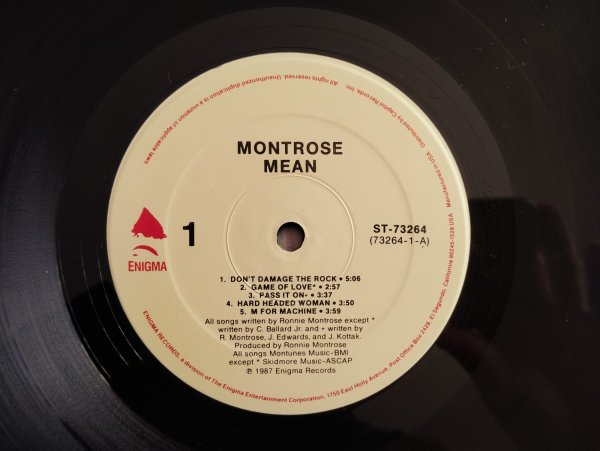 MONTROSE
MEAN
ENIGMA
1
ST-73264
(73264-1-A)
1. DON'T DAMAGE THE ROCK • 5:06
2. GAME OF LOVE* • 2:57
3. PASS IT ON+ • 3:37
4. HARD HEADED WOMAN • 3:50
5. M FOR MACHINE • 3:59
All songs written by Ronnie Montrose except *
written by C. Ballard Jr. and + written by
R. Montrose, J. Edwards, and J. Kottak.
Produced by Ronnie Montrose
All songs Montunes Music-BMI
except * Skidmore Music-ASCAP
℗ 1987 Enigma Records
ENIGMA RECORDS, a division of The Enigma Entertainment Corporation, 1750 East Holly Avenue, Post Office Box 2428, El Segundo, California 90245-1528 USA
Manufactured in USA. Distributed by Capitol Records, Inc. All rights reserved. Unauthorized duplication is a violation of applicable laws